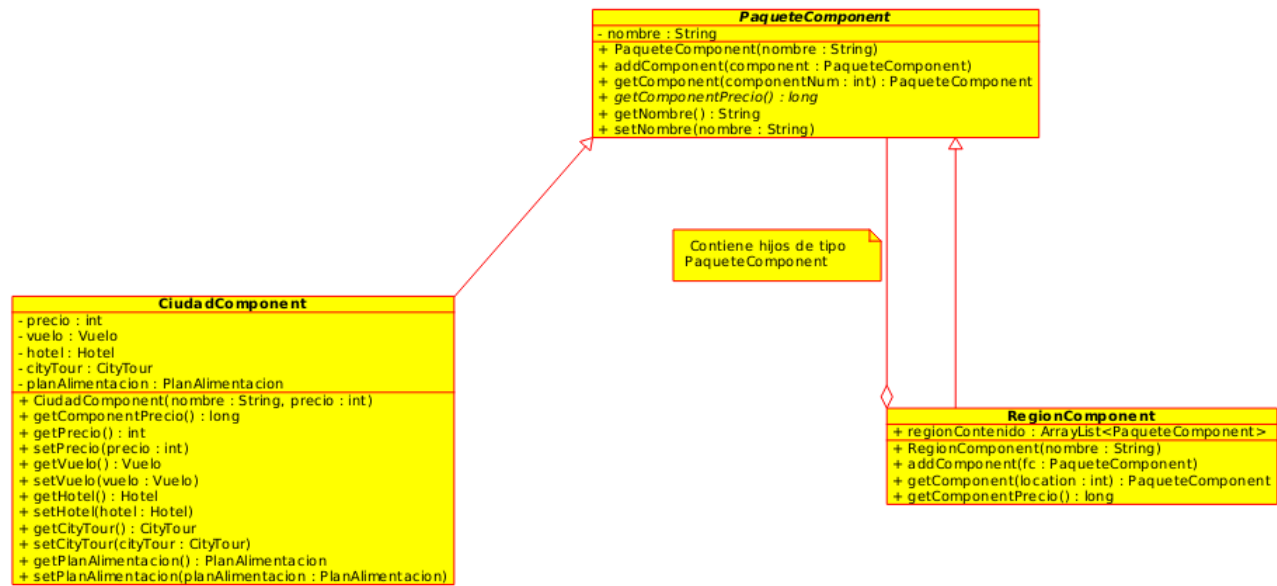 PaqueteComponent
- nombre : String
+ PaqueteComponent(nombre : String)
+ addComponent(component : PaqueteComponent)
+ getComponent(componentNum : int) : PaqueteComponent
+ getComponentPrecio() : long
+ getNombre() : String
+ setNombre(nombre : String)
Contiene hijos de tipo
PaqueteComponent
CiudadComponent
- precio : int
- vuelo : Vuelo
- hotel : Hotel
- cityTour : CityTour
- planAlimentacion : PlanAlimentacion
+ CiudadComponent(nombre : String, precio : int)
+ getComponentPrecio() : long
+ getPrecio() : int
+ setPrecio(precio : int)
+ getVuelo() : Vuelo
+ setVuelo(vuelo : Vuelo)
+ getHotel() : Hotel
+ setHotel(hotel : Hotel)
+ getCityTour() : CityTour
+ setCityTour(cityTour : CityTour)
+ getPlanAlimentacion() : PlanAlimentacion
+ setPlanAlimentacion(planAlimentacion : PlanAlimentacion)
RegionComponent
+ regionContenido : ArrayList<PaqueteComponent>
+ RegionComponent(nombre : String)
+ addComponent(fc : PaqueteComponent)
+ getComponent(location : int) : PaqueteComponent
+ getComponentPrecio() : long